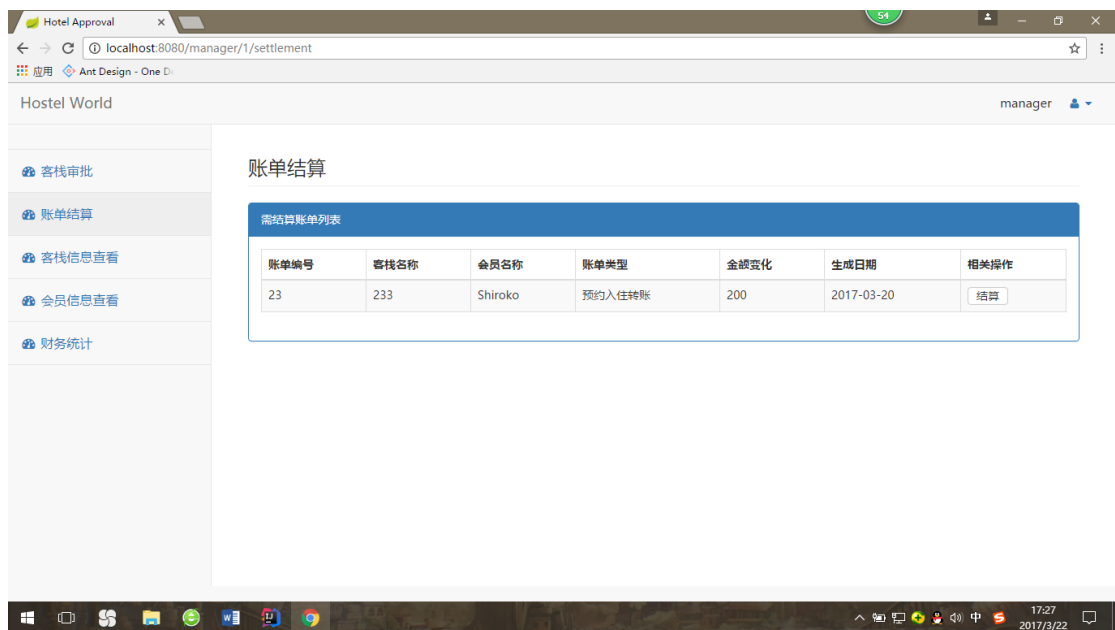 Hotel Approval
54
localhost:8080/manager/1/settlement
应用 Ant Design - One De
Hostel World manager
客栈审批
账单结算
客栈信息查看
会员信息查看
财务统计
账单结算
需结算账单列表
账单编号 客栈名称 会员名称 账单类型 金额变化 生成日期 相关操作
23 233 Shiroko 预约入住转账 200 2017-03-20 结算
中 17:27
2017/3/22